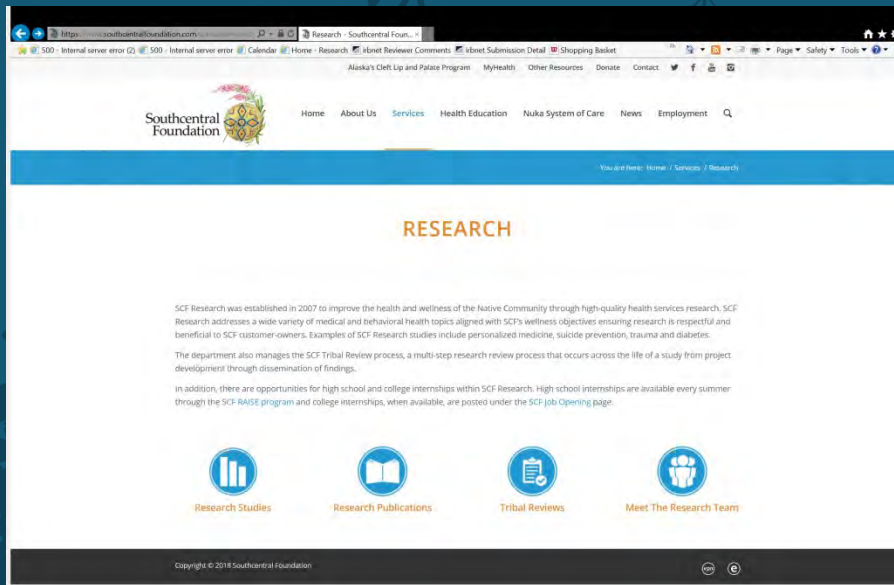 https://www.southcentralfoundation.com
Research - Southcentral Foun...
500 - Internal server error (2) 500 - Internal server error Calendar Home - Research irbnet Reviewer Comments irbnet Submission Detail Shopping Basket Page Safety Tools
Alaska's Cleft Lip and Palate Program MyHealth Other Resources Donate Contact
Southcentral Foundation
Home About Us Services Health Education Nuka System of Care News Employment
You are here: Home / Services / Research
RESEARCH
SCF Research was established in 2007 to improve the health and wellness of the Native Community through high-quality health services research. SCF
Research addresses a wide variety of medical and behavioral health topics aligned with SCF's wellness objectives ensuring research is respectful and
beneficial to SCF customer-owners. Examples of SCF Research studies include personalized medicine, suicide prevention, trauma and diabetes.
The department also manages the SCF Tribal Review process, a multi-step research review process that occurs across the life of a study from project
development through dissemination of findings.
In addition, there are opportunities for high school and college internships within SCF Research. High school internships are available every summer
through the SCF RAISE program and college internships, when available, are posted under the SCF Job Opening page.
Research Studies Research Publications Tribal Reviews Meet The Research Team
Copyright © 2018 Southcentral Foundation
vpn e